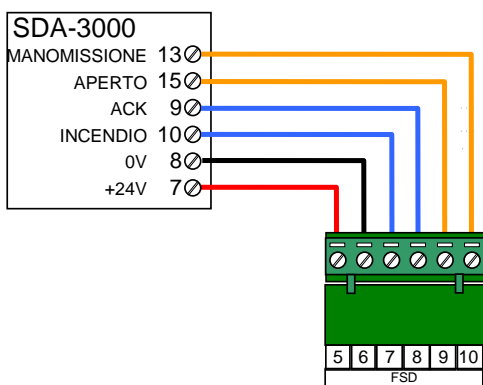 SDA-3000
MANOMISSIONE 13
APERTO 15
ACK 9
INCENDIO 10
0V 8
+24V 7
5 6 7 8 9 10
FSD